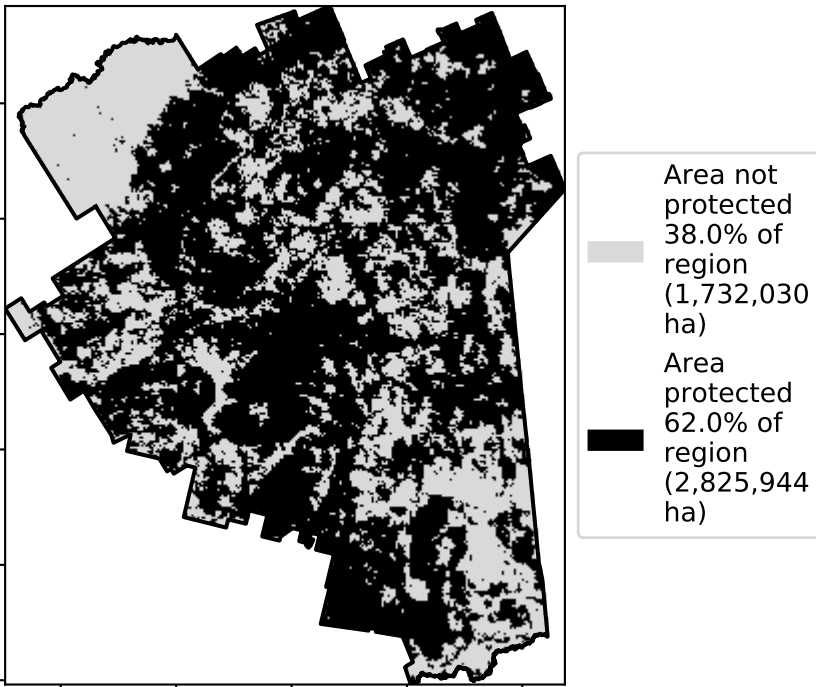 Area not
protected
38.0% of
region
(1,732,030
ha)
Area
protected
62.0% of
region
(2,825,944
ha)